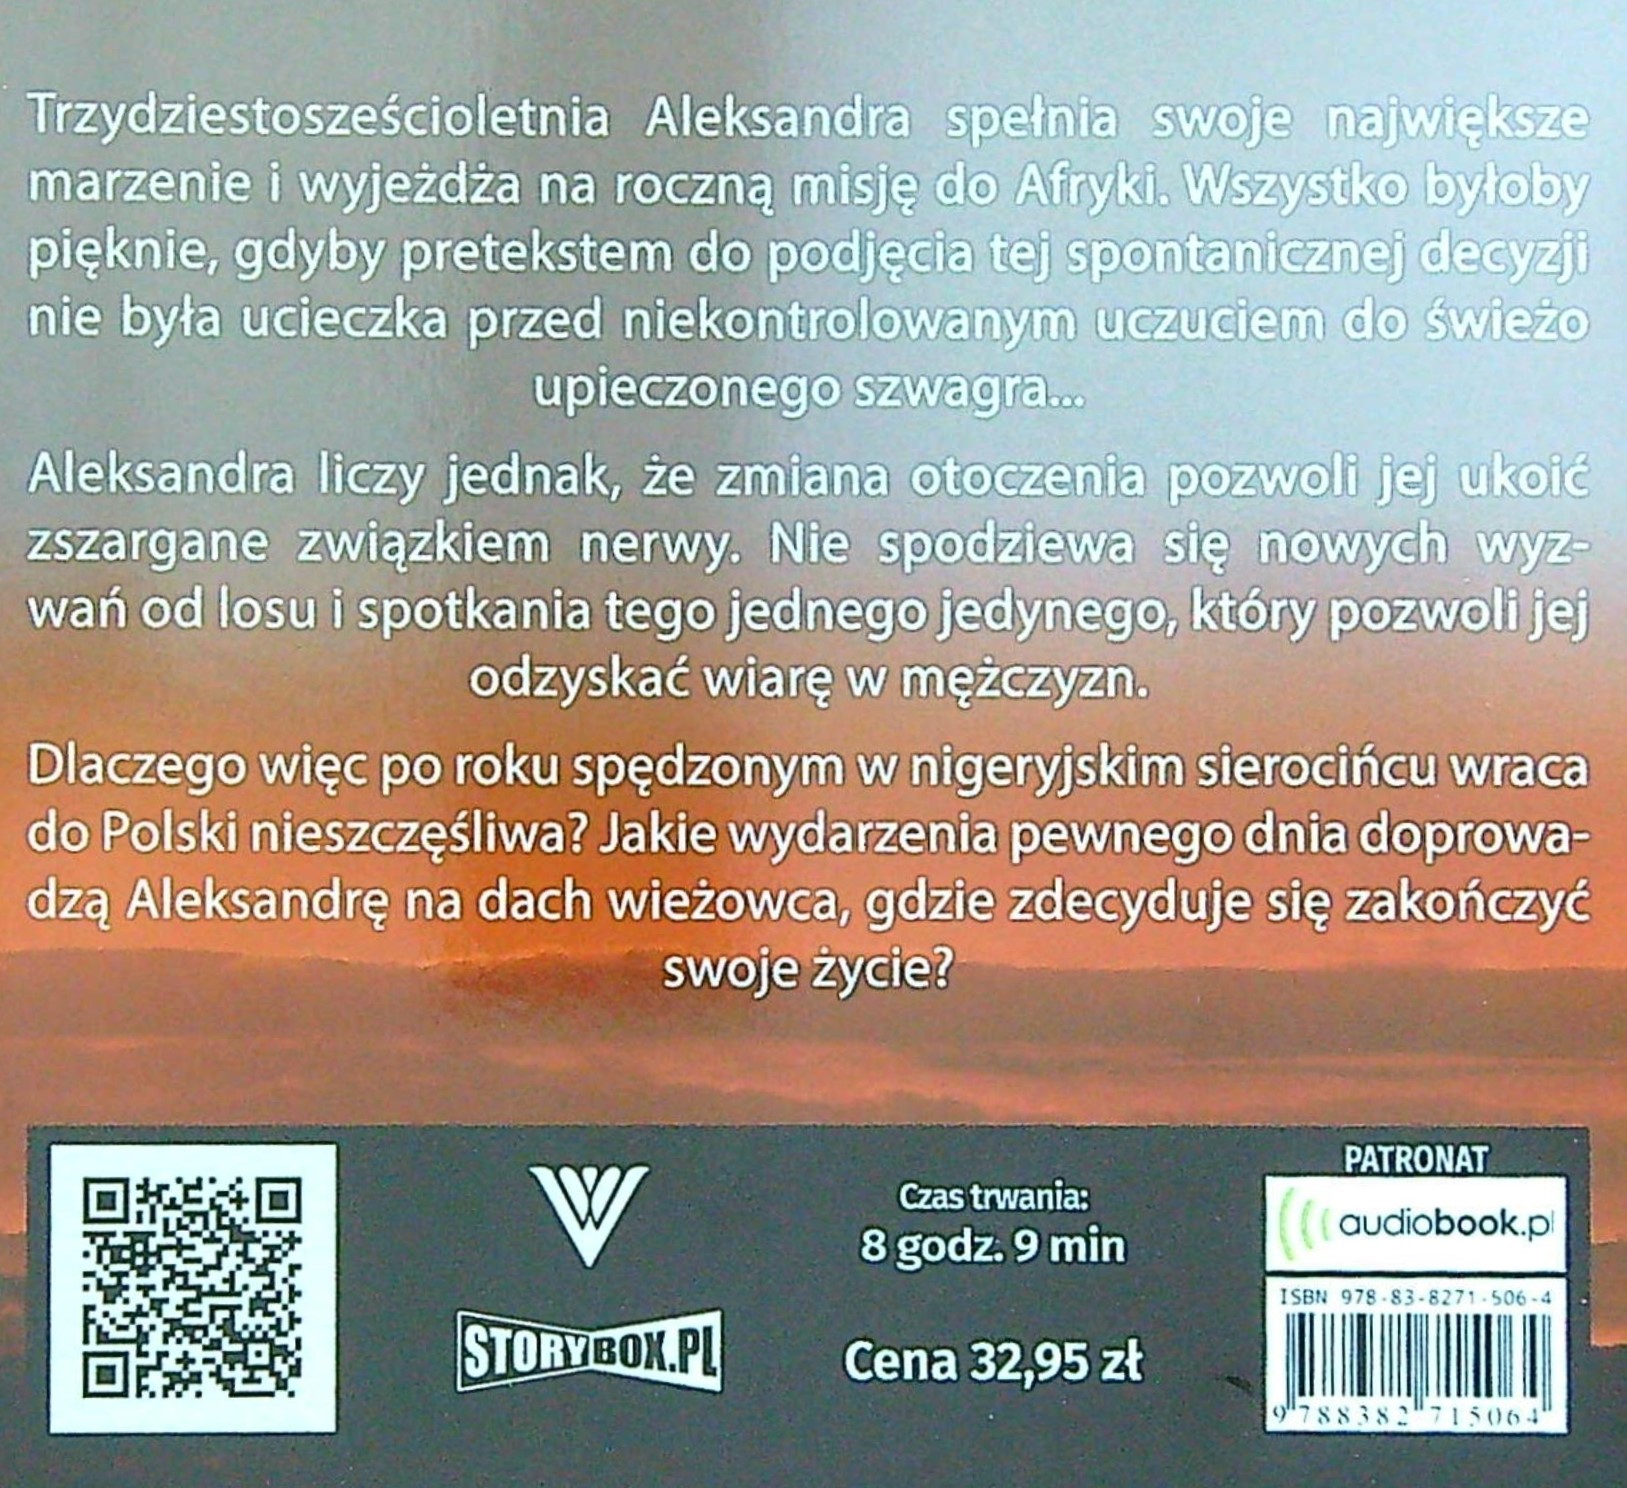 Trzydziestosześcioletnia Aleksandra spełnia swoje największe
marzenie i wyjeżdża na roczną misję do Afryki. Wszystko byłoby
pięknie, gdyby pretekstem do podjęcia tej spontanicznej decyzji
nie była ucieczka przed niekontrolowanym uczuciem do świeżo
upieczonego szwagra...
Aleksandra liczy jednak, że zmiana otoczenia pozwoli jej ukoić
zszargane związkiem nerwy. Nie spodziewa się nowych wyz-
wań od losu i spotkania tego jednego jedynego, który pozwoli jej
odzyskać wiarę w mężczyzn.
Dlaczego więc po roku spędzonym w nigeryjskim sierocińcu wraca
do Polski nieszczęśliwa? Jakie wydarzenia pewnego dnia doprowa-
dzą Aleksandrę na dach wieżowca, gdzie zdecyduje się zakończyć
swoje życie?
STORYBOX.PL
Czas trwania:
8 godz. 9 min
Cena 32,95 zł
PATRONAT
audiobook.pl
ISBN 978-83-8271-506-4
9 788382 715064